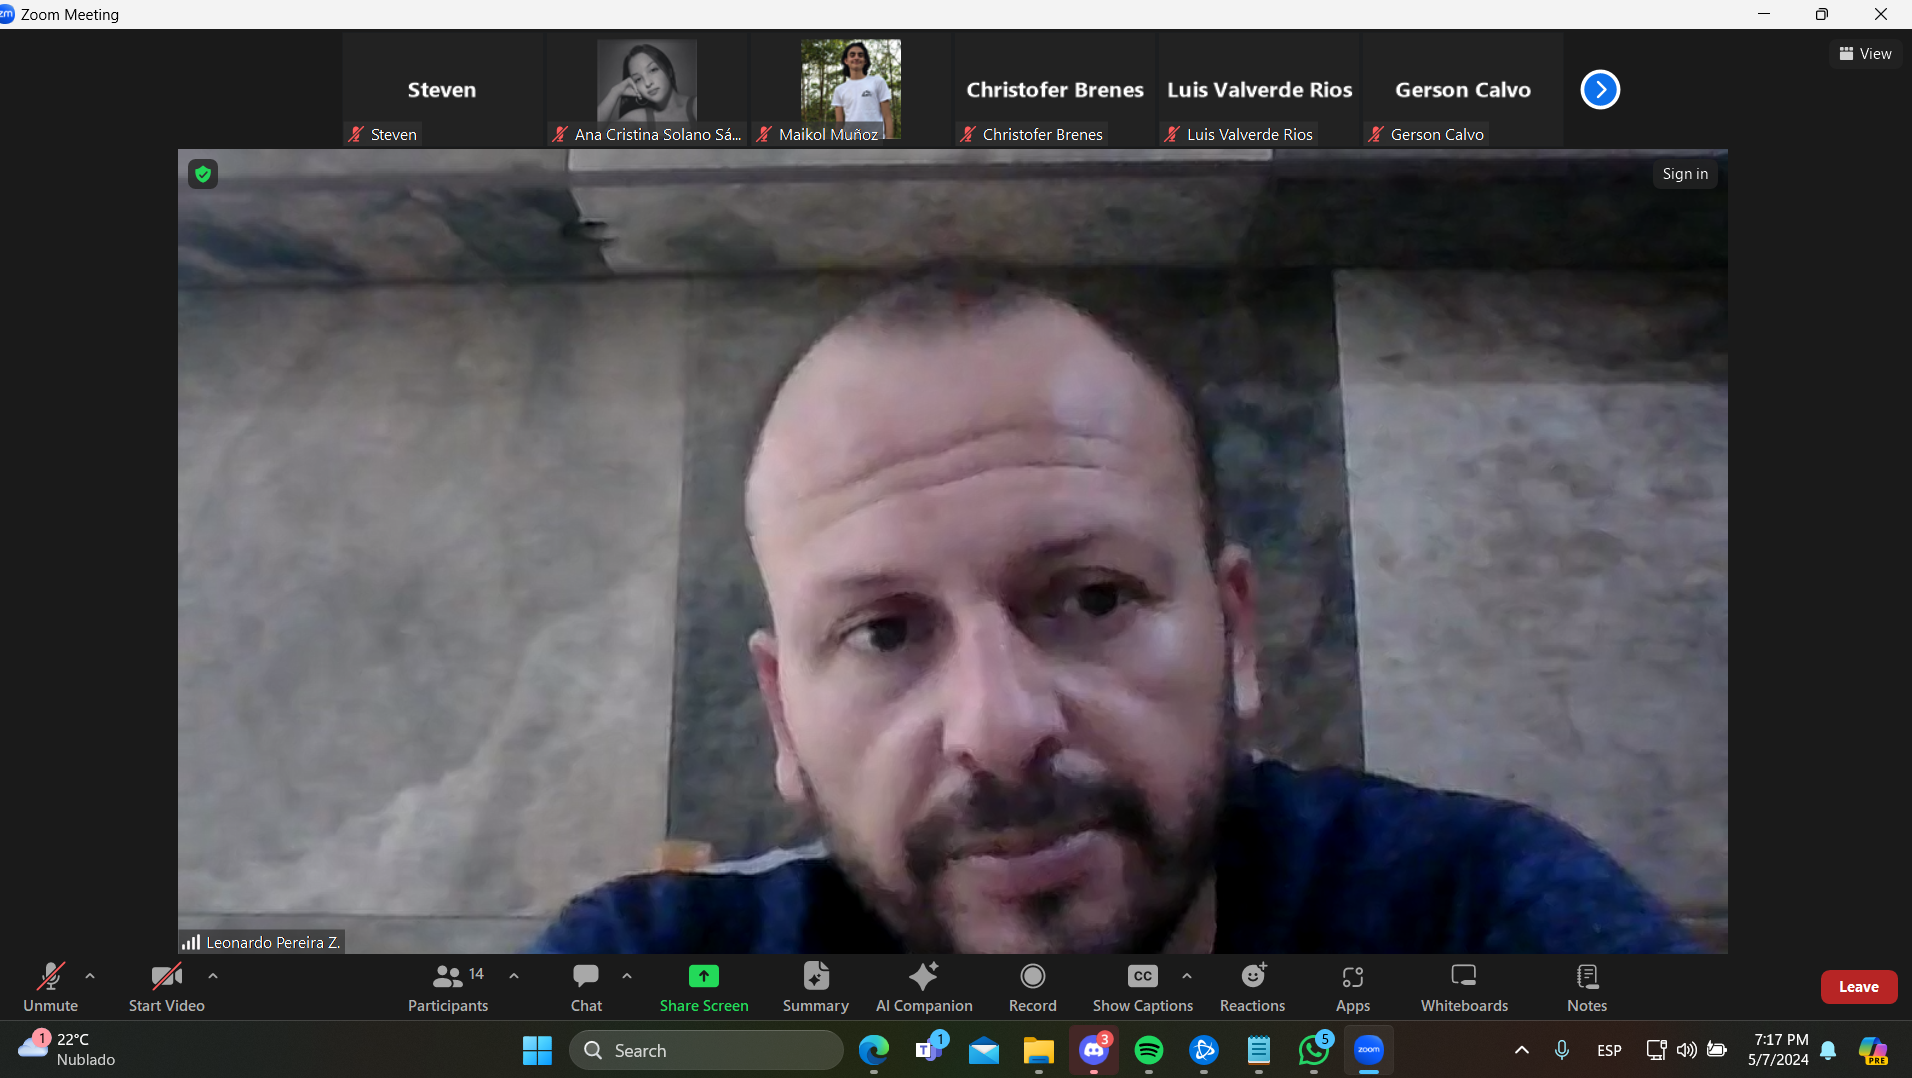 zm Zoom Meeting
View
Steven
Christofer Brenes
Luis Valverde Rios
Gerson Calvo
Steven
Ana Cristina Solano Sá...
Maikol Muñoz
Christofer Brenes
Luis Valverde Rios
Gerson Calvo
Sign in
Leonardo Pereira Z.
14
CC
Unmute
Start Video
Participants
Chat
Share Screen
Summary
AI Companion
Record
Show Captions
Reactions
Apps
Whiteboards
Notes
Leave
1
22°C
Nublado
Search
T
1
3
5
zoom
ESP
7:17 PM
5/7/2024
PRE